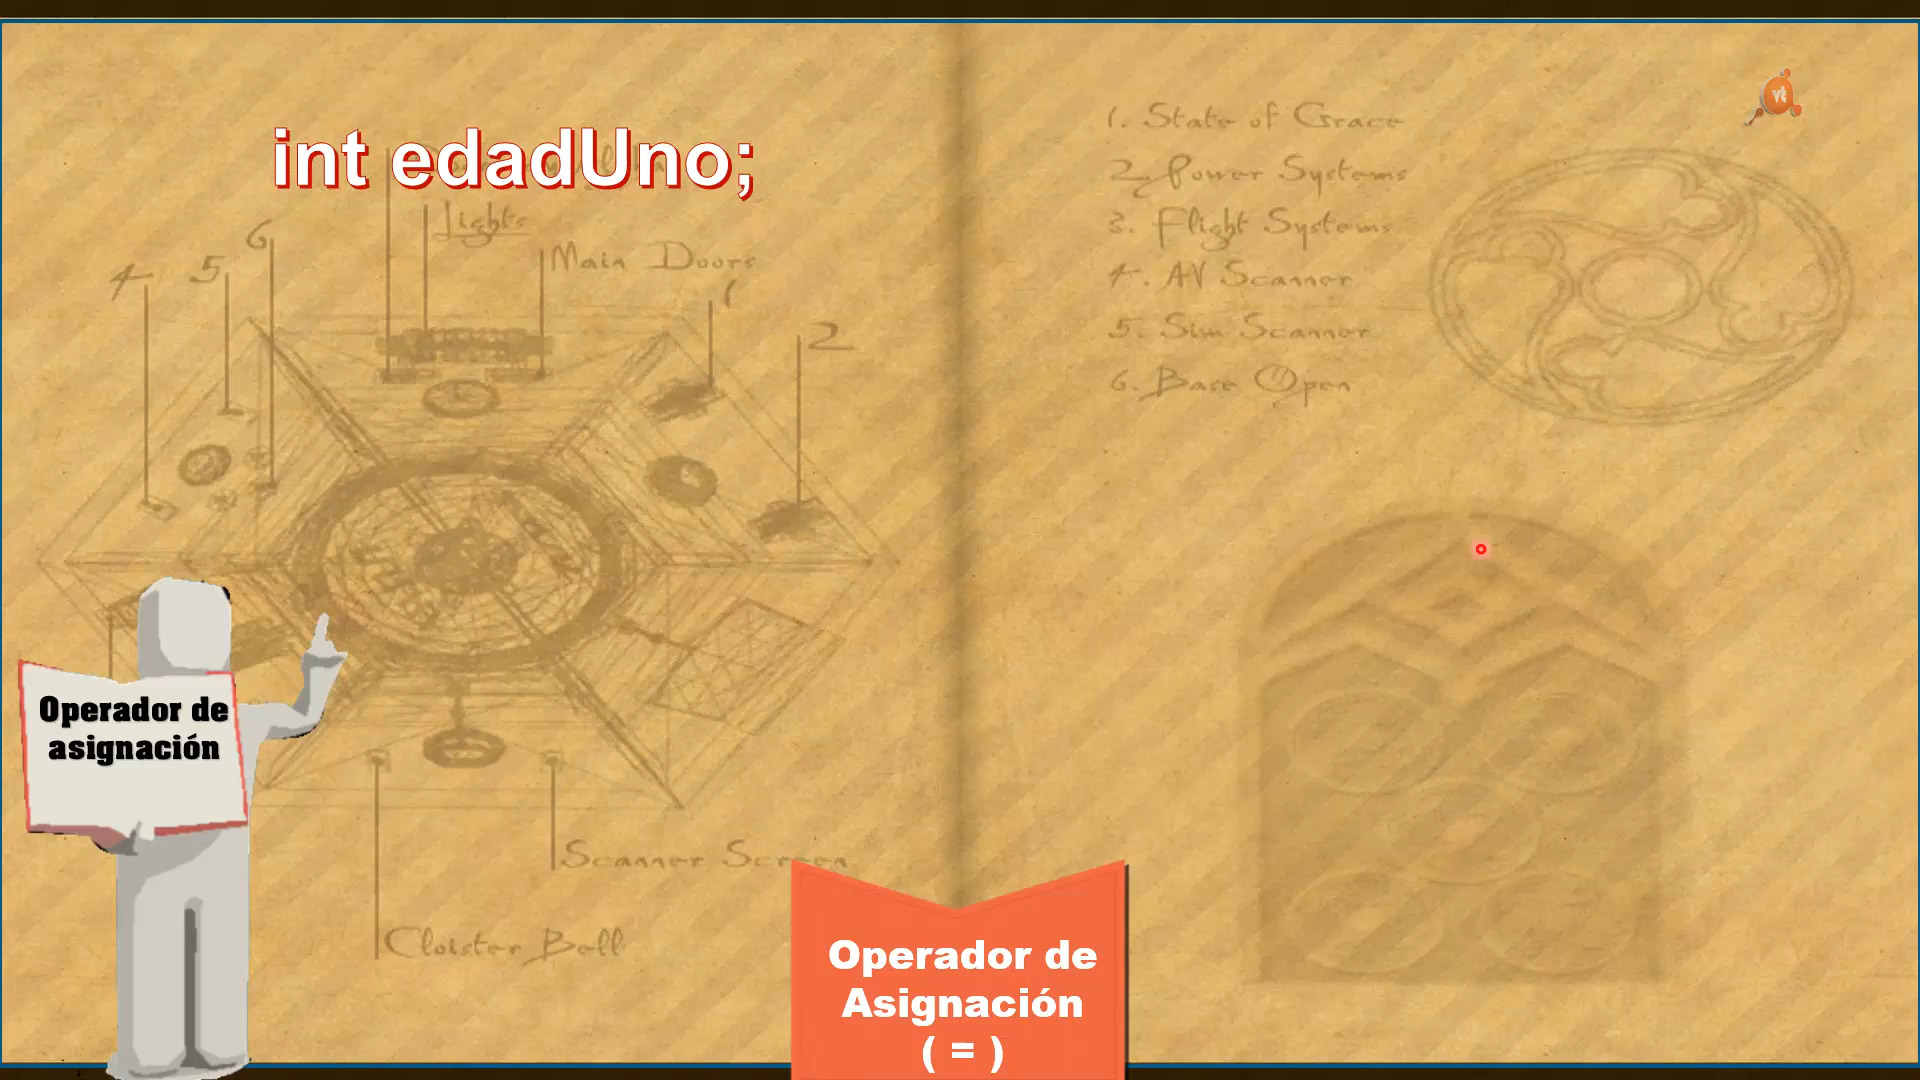 int edadUno;
Lights
Main Doors
6
5
4
1
2
1. State of Grace
2. Power Systems
3. Flight Systems
4. AV Scanner
5. Sim Scanner
6. Base Open
vt
Operador de
asignación
Scanner Screen
Cloister Bell
Operador de
Asignación
( = )